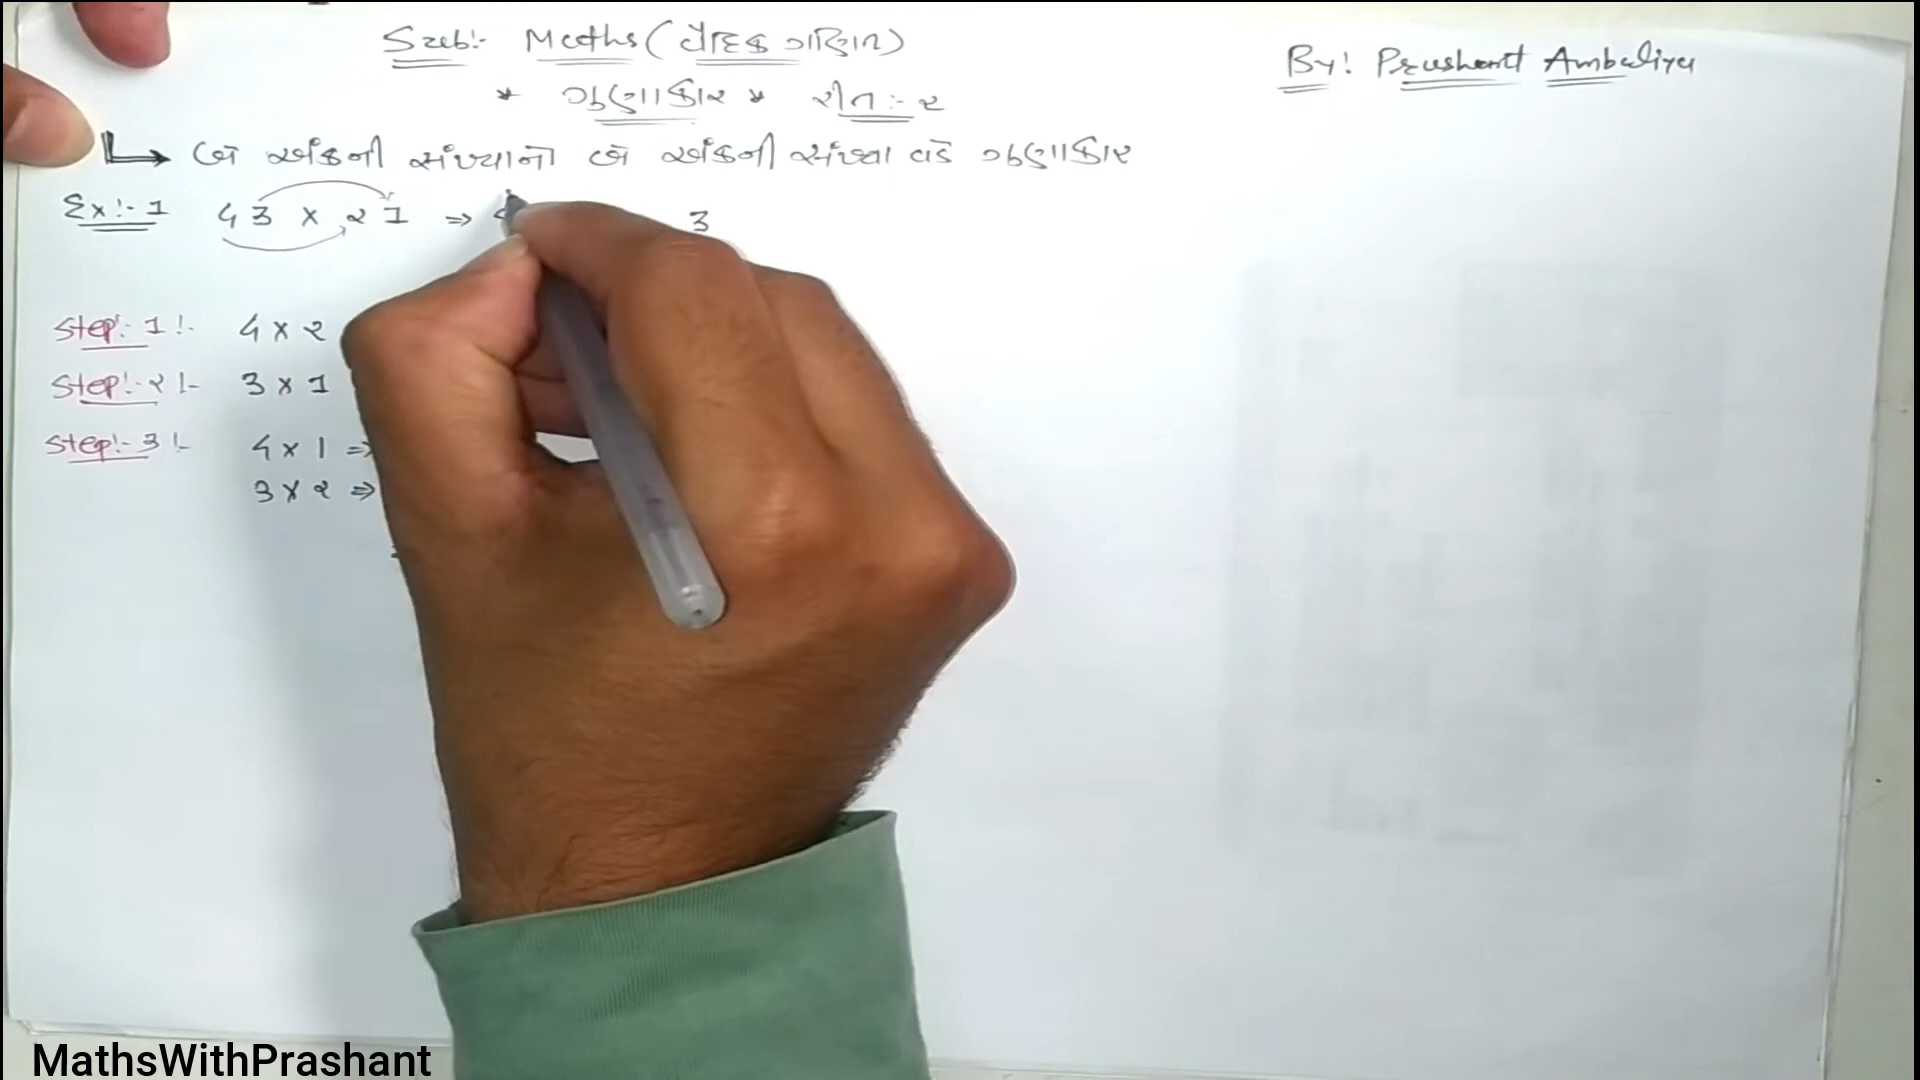 Sub:- Maths (વૈદિક ગણિત)
By: Prashant Ambaliya
* ગુણાકાર * રીત :- ૨
બે અંકની સંખ્યાનો બે અંકની સંખ્યા વડે ગુણાકાર
Ex:- 1 43 x ૨1 ⇒ 3
Step:- 1 :- 4 x ૨
Step:- ૨ :- 3 x 1
Step:- 3 :- 4 x 1 ⇒
3 x ૨ ⇒
MathsWithPrashant